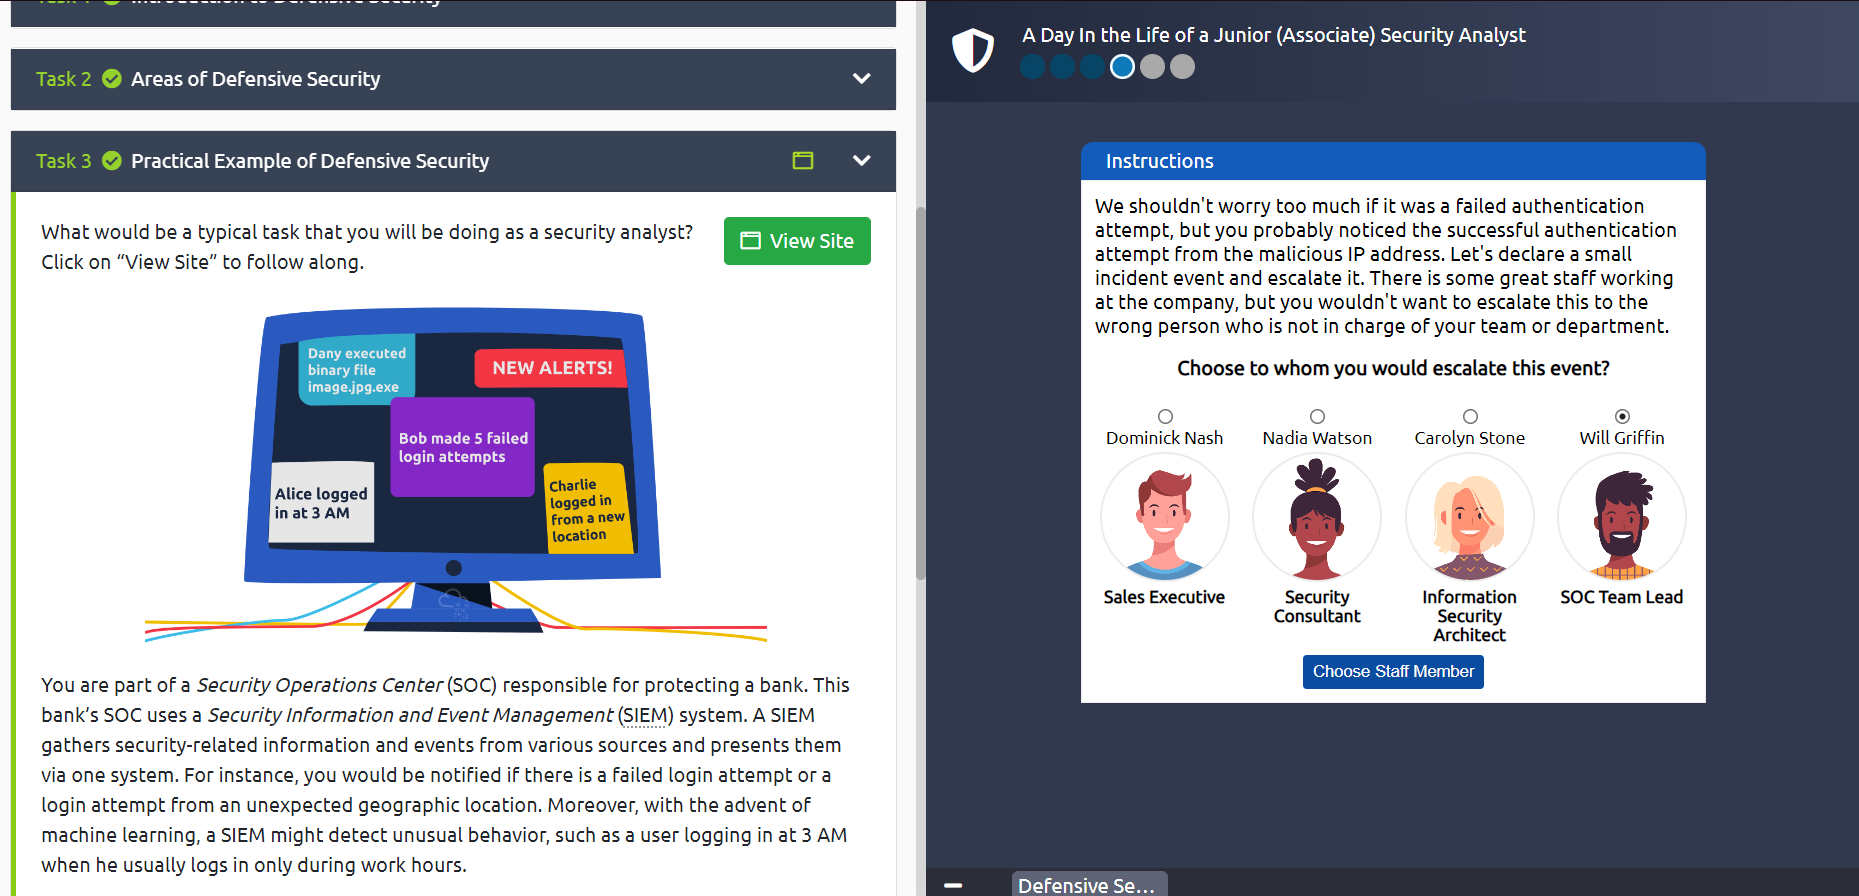 Task 2 Areas of Defensive Security
Task 3 Practical Example of Defensive Security
What would be a typical task that you will be doing as a security analyst?
Click on “View Site” to follow along.
View Site
Dany executed
binary file
image.jpg.exe
NEW ALERTS!
Bob made 5 failed
login attempts
Alice logged
in at 3 AM
Charlie
logged in
from a new
location
You are part of a Security Operations Center (SOC) responsible for protecting a bank. This
bank’s SOC uses a Security Information and Event Management (SIEM) system. A SIEM
gathers security-related information and events from various sources and presents them
via one system. For instance, you would be notified if there is a failed login attempt or a
login attempt from an unexpected geographic location. Moreover, with the advent of
machine learning, a SIEM might detect unusual behavior, such as a user logging in at 3 AM
when he usually logs in only during work hours.
A Day In the Life of a Junior (Associate) Security Analyst
Instructions
We shouldn't worry too much if it was a failed authentication
attempt, but you probably noticed the successful authentication
attempt from the malicious IP address. Let's declare a small
incident event and escalate it. There is some great staff working
at the company, but you wouldn't want to escalate this to the
wrong person who is not in charge of your team or department.
Choose to whom you would escalate this event?
Dominick Nash
Nadia Watson
Carolyn Stone
Will Griffin
Sales Executive
Security
Consultant
Information
Security
Architect
SOC Team Lead
Choose Staff Member
Defensive Se...